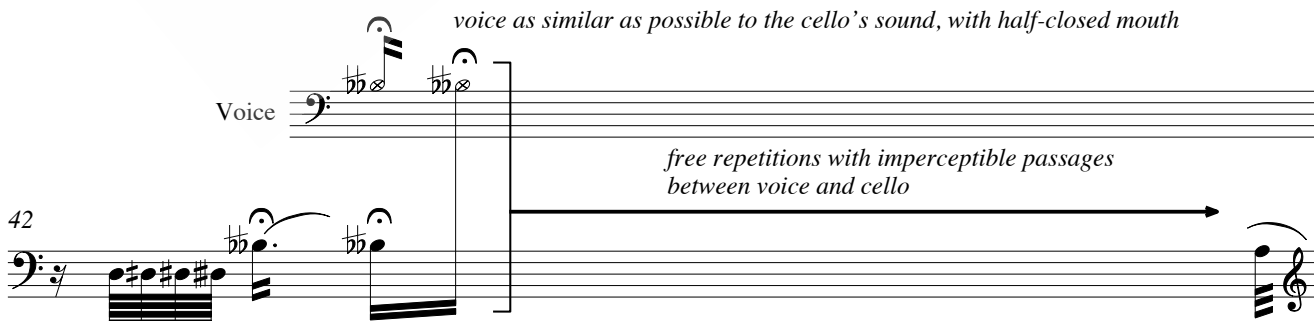 voice as similar as possible to the cello's sound, with half-closed mouth
Voice
free repetitions with imperceptible passages
between voice and cello
42